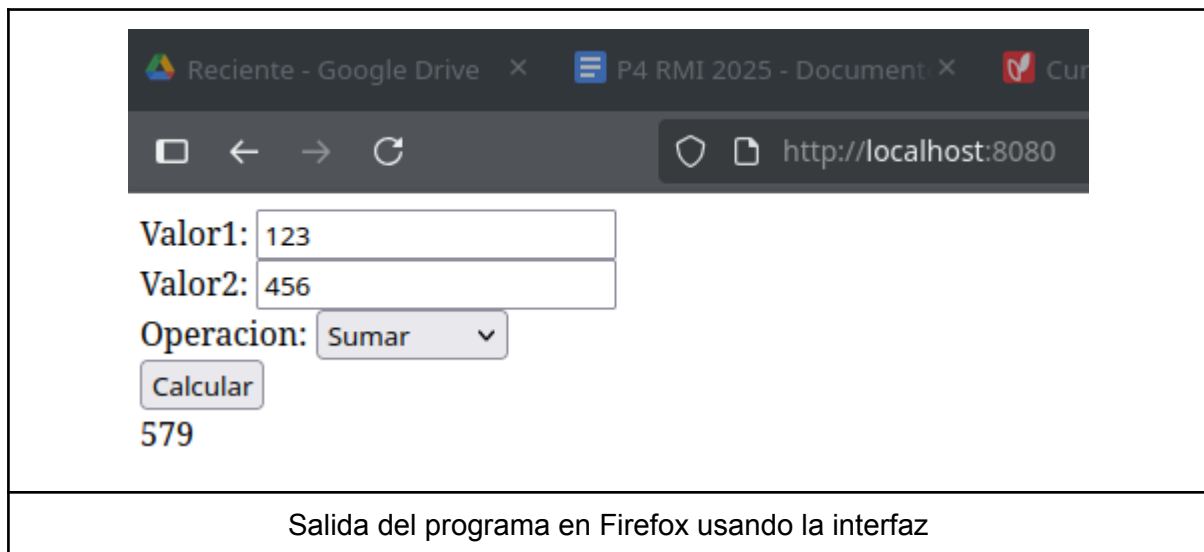 Reciente - Google Drive × P4 RMI 2025 - Document × Cur
http://localhost:8080
Valor1: 123
Valor2: 456
Operacion: Sumar
Calcular
579
Salida del programa en Firefox usando la interfaz